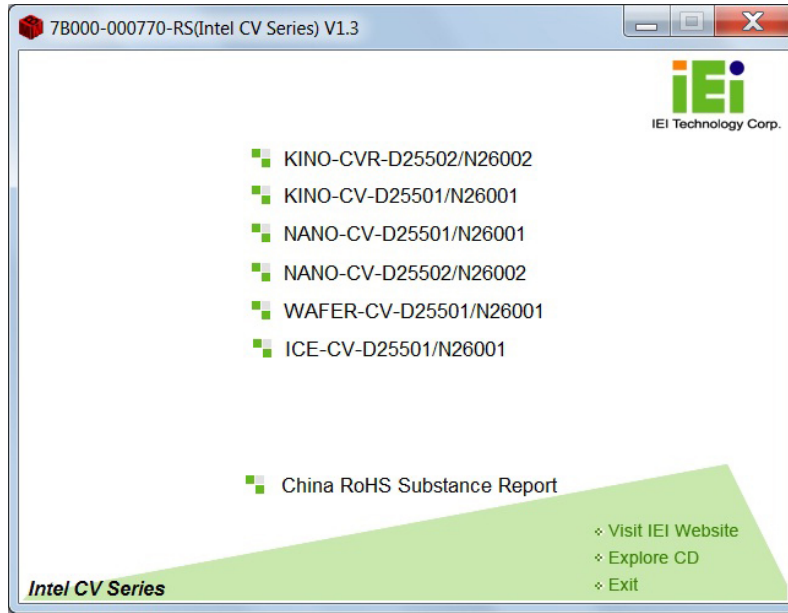 7B000-000770-RS(Intel CV Series) V1.3
iEi
IEI Technology Corp.
KINO-CVR-D25502/N26002
KINO-CV-D25501/N26001
NANO-CV-D25501/N26001
NANO-CV-D25502/N26002
WAFER-CV-D25501/N26001
ICE-CV-D25501/N26001
China RoHS Substance Report
Visit IEI Website
Explore CD
Exit
Intel CV Series